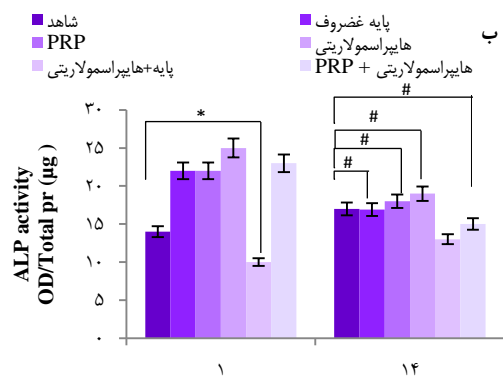 ب
شاهد
پایه غضروف
PRP
هایپراسمولاریتی
پایه+هایپراسمولاریتی
PRP + هایپراسمولاریتی
ALP activity
OD/Total pr (µg)
۳۰
۲۵
۲۰
۱۵
۱۰
۵
۰
*
#
#
#
#
۱
۱۴